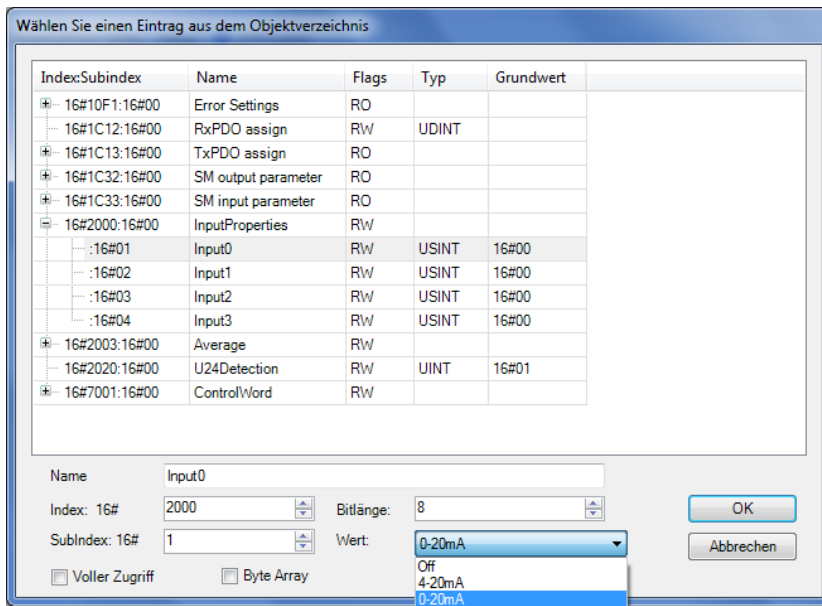 Wählen Sie einen Eintrag aus dem Objektverzeichnis
Index:Subindex Name Flags Typ Grundwert
16#10F1:16#00 Error Settings RO
16#1C12:16#00 RxPDO assign RW UDINT
16#1C13:16#00 TxPDO assign RO
16#1C32:16#00 SM output parameter RO
16#1C33:16#00 SM input parameter RO
16#2000:16#00 InputProperties RW
:16#01 Input0 RW USINT 16#00
:16#02 Input1 RW USINT 16#00
:16#03 Input2 RW USINT 16#00
:16#04 Input3 RW USINT 16#00
16#2003:16#00 Average RW
16#2020:16#00 U24Detection RW UINT 16#01
16#7001:16#00 ControlWord RW
Name Input0
Index: 16# 2000 Bitlänge: 8 OK
SubIndex: 16# 1 Wert: 0-20mA Abbrechen
Voller Zugriff Byte Array Off
4-20mA
0-20mA